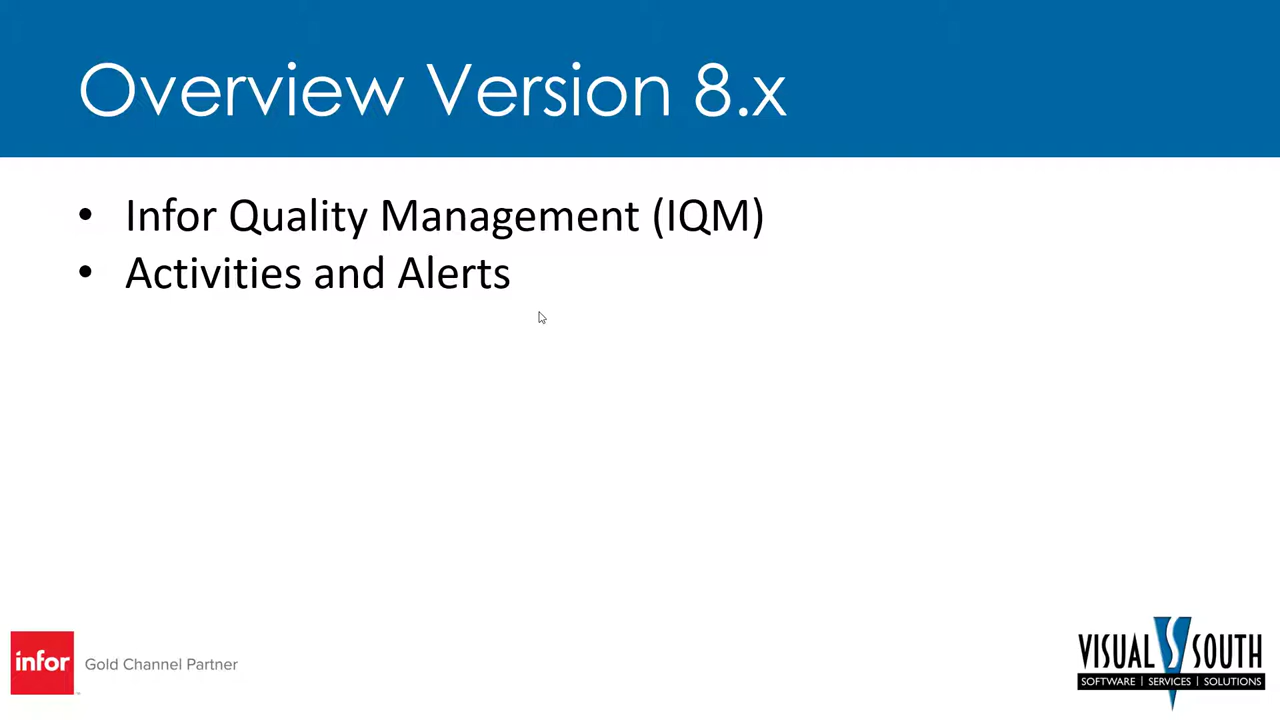 Overview Version 8.x
• Infor Quality Management (IQM)
• Activities and Alerts
infor
Gold Channel Partner
VISUAL SOUTH
SOFTWARE | SERVICES | SOLUTIONS